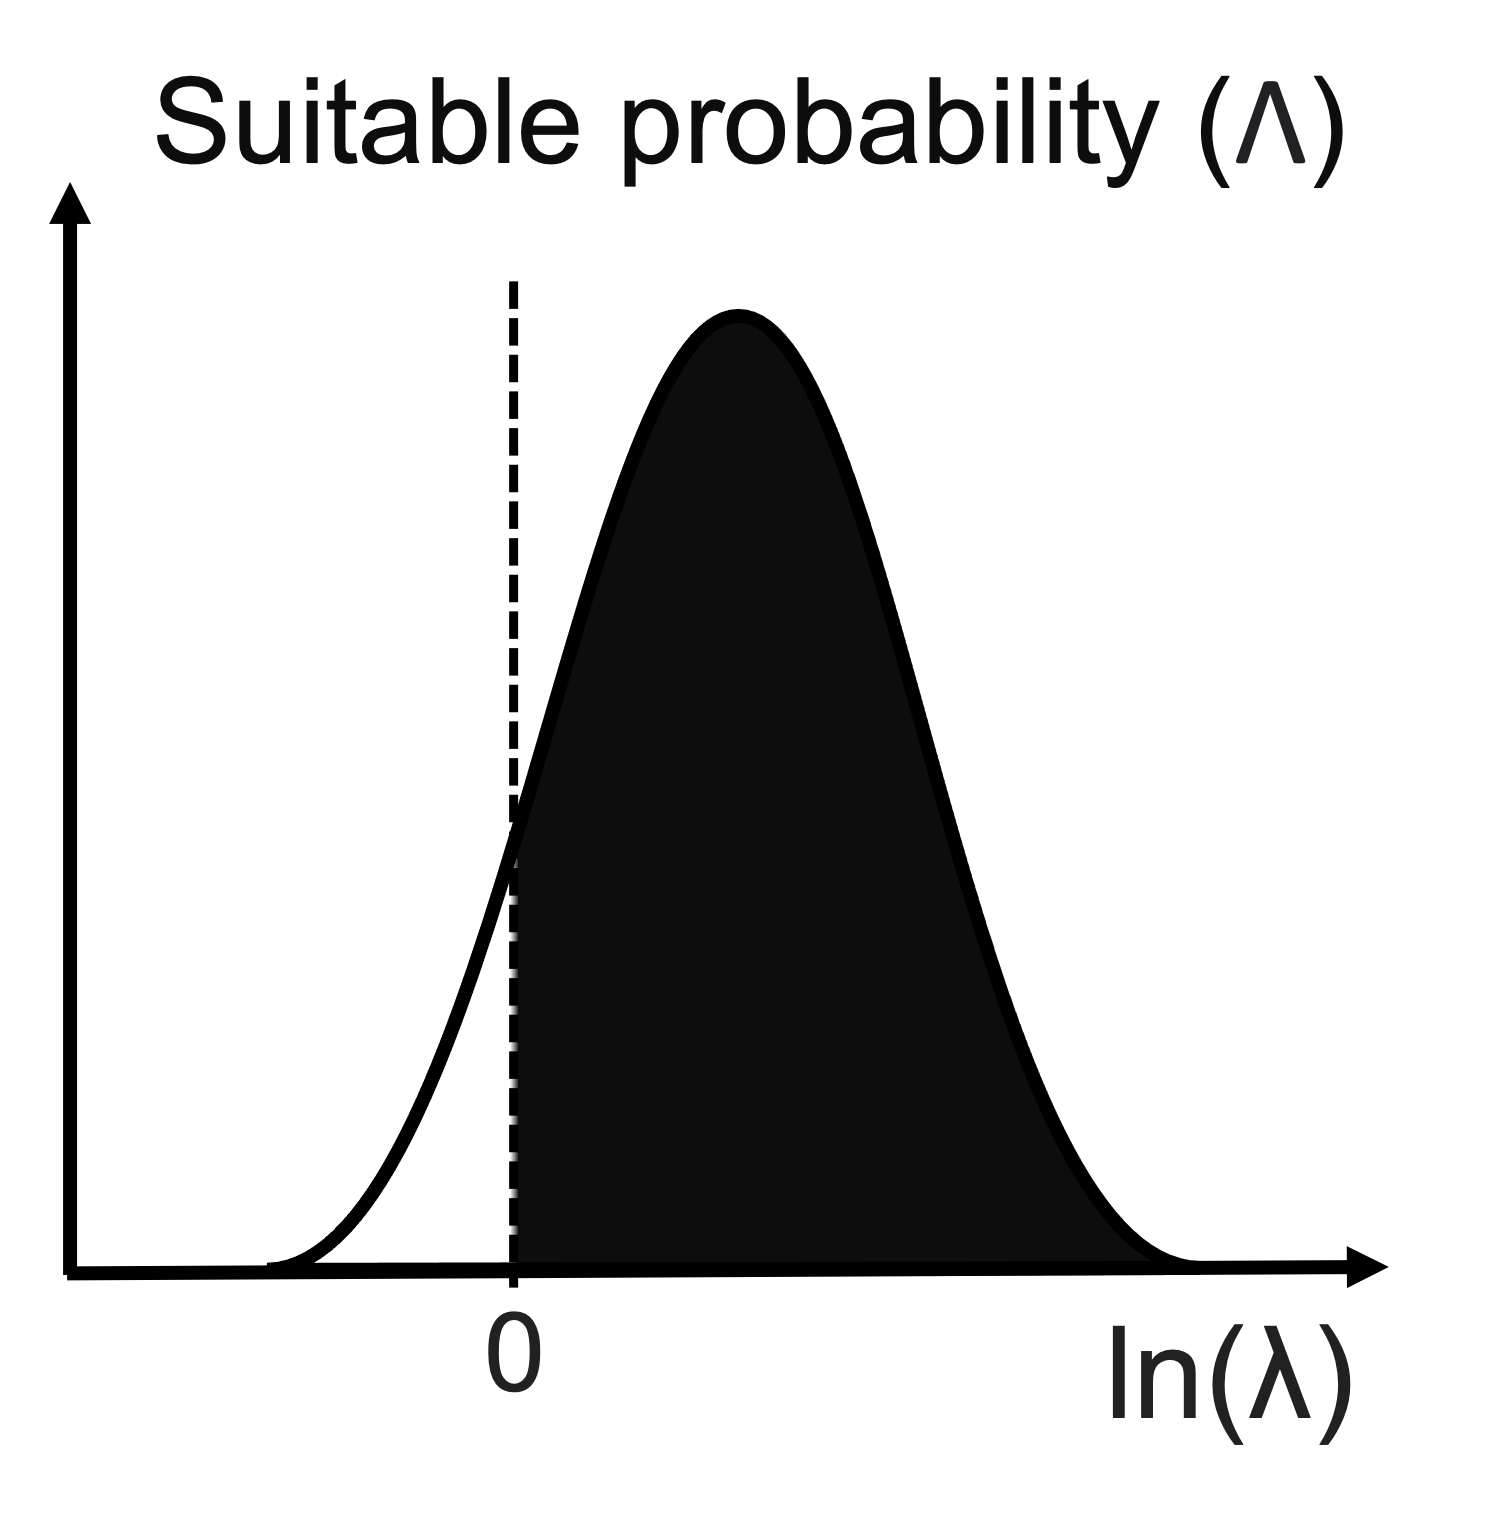 Suitable probability (Λ)
0
ln(λ)